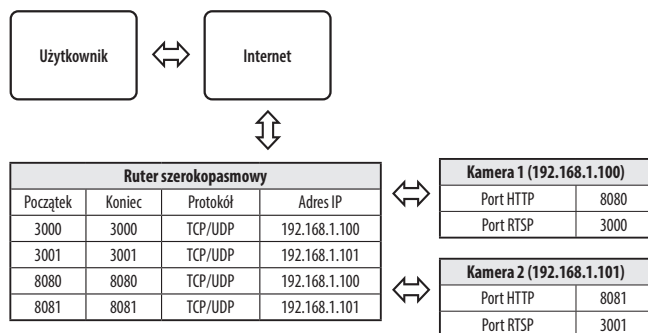 Użytkownik
Internet
Ruter szerokopasmowy
Początek Koniec Protokół Adres IP
3000 3000 TCP/UDP 192.168.1.100
3001 3001 TCP/UDP 192.168.1.101
8080 8080 TCP/UDP 192.168.1.100
8081 8081 TCP/UDP 192.168.1.101
Kamera 1 (192.168.1.100)
Port HTTP 8080
Port RTSP 3000
Kamera 2 (192.168.1.101)
Port HTTP 8081
Port RTSP 3001